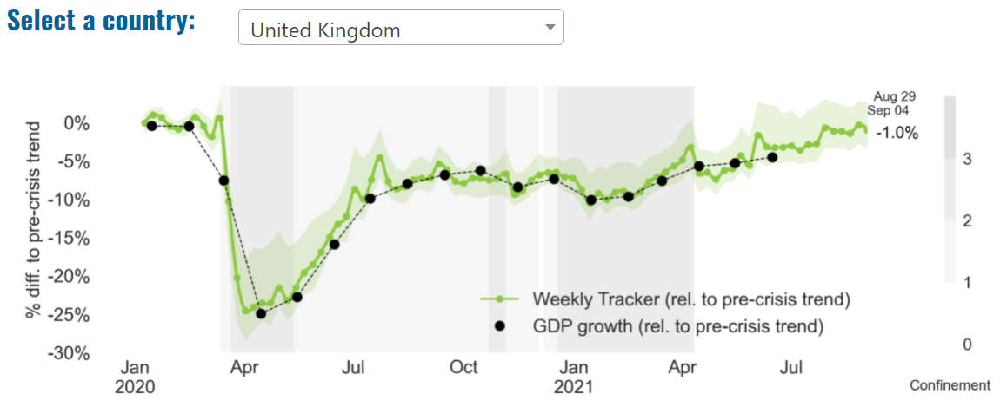 Select a country:
United Kingdom
Aug 29
Sep 04
-1.0%
% diff. to pre-crisis trend
0%
-5%
-10%
-15%
-20%
-25%
-30%
Weekly Tracker (rel. to pre-crisis trend)
GDP growth (rel. to pre-crisis trend)
Jan
2020
Apr
Jul
Oct
Jan
2021
Apr
Jul
3
2
1
0
Confinement